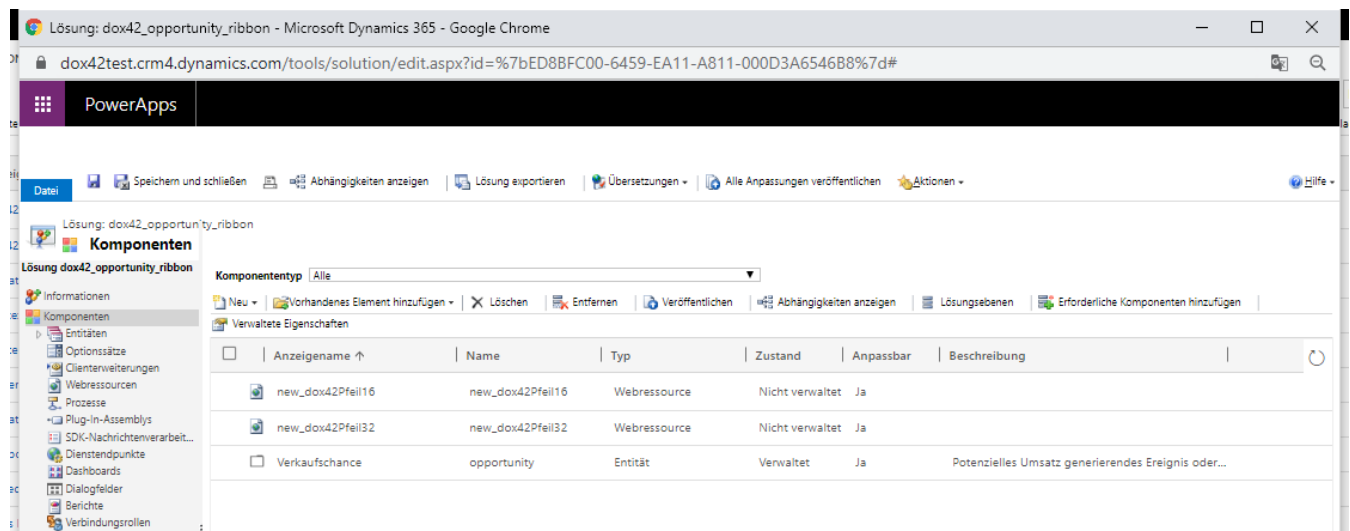 Lösung: dox42_opportunity_ribbon - Microsoft Dynamics 365 - Google Chrome
dox42test.crm4.dynamics.com/tools/solution/edit.aspx?id=%7bED8BFC00-6459-EA11-A811-000D3A6546B8%7d#
PowerApps
Datei Speichern und schließen Abhängigkeiten anzeigen Lösung exportieren Übersetzungen Alle Anpassungen veröffentlichen Aktionen Hilfe
Lösung: dox42_opportunity_ribbon
Komponenten
Lösung dox42_opportunity_ribbon
Komponententyp Alle
Informationen
Neu Vorhandenes Element hinzufügen Löschen Entfernen Veröffentlichen Abhängigkeiten anzeigen Lösungsebenen Erforderliche Komponenten hinzufügen
Komponenten
Verwaltete Eigenschaften
Entitäten
Optionssätze
Clienterweiterungen
Webressourcen
Prozesse
Plug-In-Assemblys
SDK-Nachrichtenverarbeit...
Dienstendpunkte
Dashboards
Dialogfelder
Berichte
Verbindungsrollen
Anzeigename Name Typ Zustand Anpassbar Beschreibung
new_dox42Pfeil16 new_dox42Pfeil16 Webressource Nicht verwaltet Ja
new_dox42Pfeil32 new_dox42Pfeil32 Webressource Nicht verwaltet Ja
Verkaufschance opportunity Entität Verwaltet Ja Potenzielles Umsatz generierendes Ereignis oder...